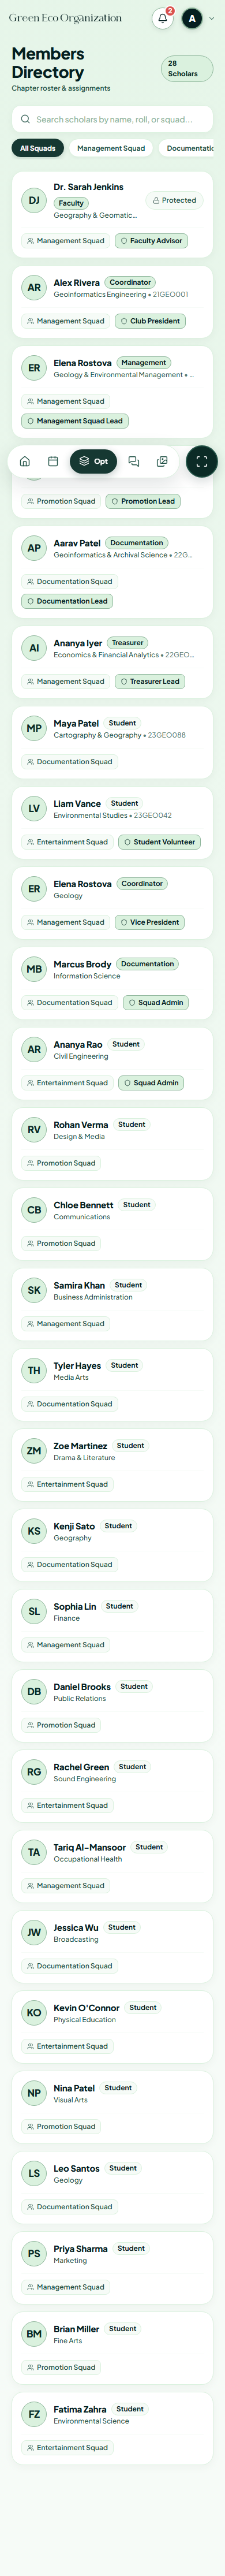 Green Eco Organization
2
A
Members
Directory
28
Scholars
Chapter roster & assignments
Search scholars by name, roll, or squad...
All Squads
Management Squad
Documentatio
DJ
Dr. Sarah Jenkins
Faculty
Geography & Geomatic...
Protected
Management Squad
Faculty Advisor
AR
Alex Rivera
Coordinator
Geoinformatics Engineering • 21GEO001
Management Squad
Club President
ER
Elena Rostova
Management
Geology & Environmental Management • ...
Management Squad
Management Squad Lead
Opt
Promotion Squad
Promotion Lead
AP
Aarav Patel
Documentation
Geoinformatics & Archival Science • 22G...
Documentation Squad
Documentation Lead
AI
Ananya Iyer
Treasurer
Economics & Financial Analytics • 22GEO...
Management Squad
Treasurer Lead
MP
Maya Patel
Student
Cartography & Geography • 23GEO088
Documentation Squad
LV
Liam Vance
Student
Environmental Studies • 23GEO042
Entertainment Squad
Student Volunteer
ER
Elena Rostova
Coordinator
Geology
Management Squad
Vice President
MB
Marcus Brody
Documentation
Information Science
Documentation Squad
Squad Admin
AR
Ananya Rao
Student
Civil Engineering
Entertainment Squad
Squad Admin
RV
Rohan Verma
Student
Design & Media
Promotion Squad
CB
Chloe Bennett
Student
Communications
Promotion Squad
SK
Samira Khan
Student
Business Administration
Management Squad
TH
Tyler Hayes
Student
Media Arts
Documentation Squad
ZM
Zoe Martinez
Student
Drama & Literature
Entertainment Squad
KS
Kenji Sato
Student
Geography
Documentation Squad
SL
Sophia Lin
Student
Finance
Management Squad
DB
Daniel Brooks
Student
Public Relations
Promotion Squad
RG
Rachel Green
Student
Sound Engineering
Entertainment Squad
TA
Tariq Al-Mansoor
Student
Occupational Health
Management Squad
JW
Jessica Wu
Student
Broadcasting
Documentation Squad
KO
Kevin O'Connor
Student
Physical Education
Entertainment Squad
NP
Nina Patel
Student
Visual Arts
Promotion Squad
LS
Leo Santos
Student
Geology
Documentation Squad
PS
Priya Sharma
Student
Marketing
Management Squad
BM
Brian Miller
Student
Fine Arts
Promotion Squad
FZ
Fatima Zahra
Student
Environmental Science
Entertainment Squad